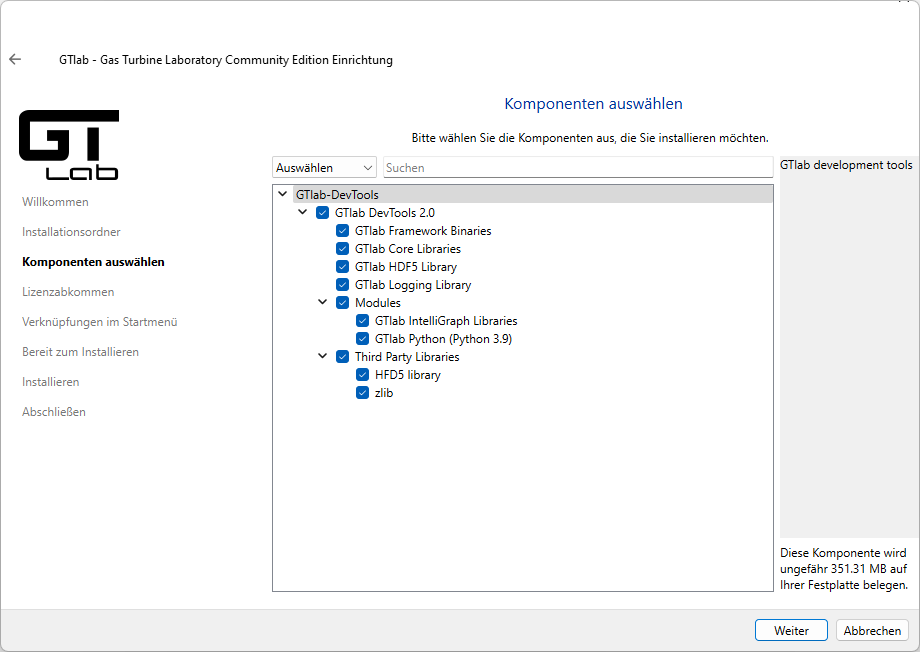 GTlab - Gas Turbine Laboratory Community Edition Einrichtung
GT
Lab
Willkommen
Installationsordner
Komponenten auswählen
Lizenzabkommen
Verknüpfungen im Startmenü
Bereit zum Installieren
Installieren
Abschließen
Komponenten auswählen
Bitte wählen Sie die Komponenten aus, die Sie installieren möchten.
Auswählen
Suchen
GTlab-DevTools
GTlab DevTools 2.0
GTlab Framework Binaries
GTlab Core Libraries
GTlab HDF5 Library
GTlab Logging Library
Modules
GTlab IntelliGraph Libraries
GTlab Python (Python 3.9)
Third Party Libraries
HFD5 library
zlib
GTlab development tools
Diese Komponente wird
ungefähr 351.31 MB auf
Ihrer Festplatte belegen.
Weiter
Abbrechen